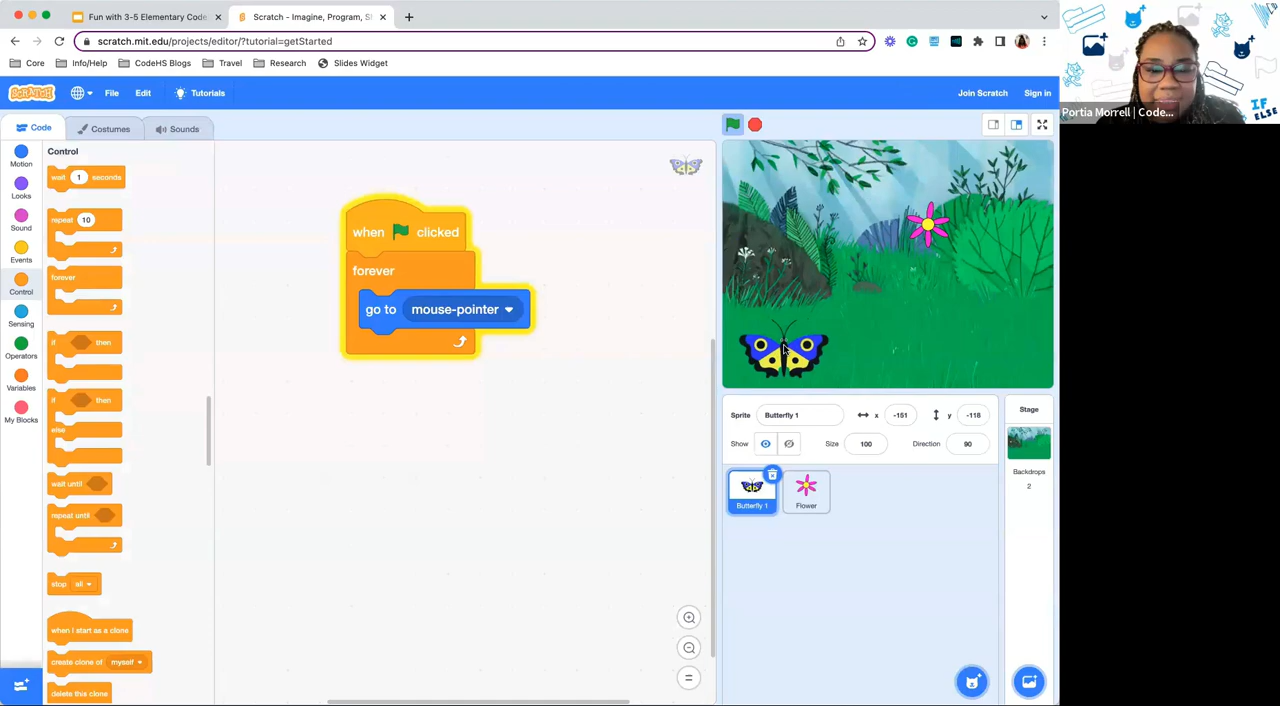 Fun with 3-5 Elementary Code
Scratch - Imagine, Program, S
scratch.mit.edu/projects/editor/?tutorial=getStarted
Core Info/Help CodeHS Blogs Travel Research Slides Widget
SCRATCH File Edit Tutorials Join Scratch Sign in
Code Costumes Sounds
Motion
Looks
Sound
Events
Control
Sensing
Operators
Variables
My Blocks
Control
wait 1 seconds
repeat 10
forever
if then
if then
else
wait until
repeat until
stop all
when I start as a clone
create clone of myself
delete this clone
when clicked
forever
go to mouse-pointer
Sprite Butterfly 1 x -151 y -118
Show Size 100 Direction 90
Butterfly 1
Flower
Stage
Backdrops
2
Portia Morrell | Code...
IF
ELSE